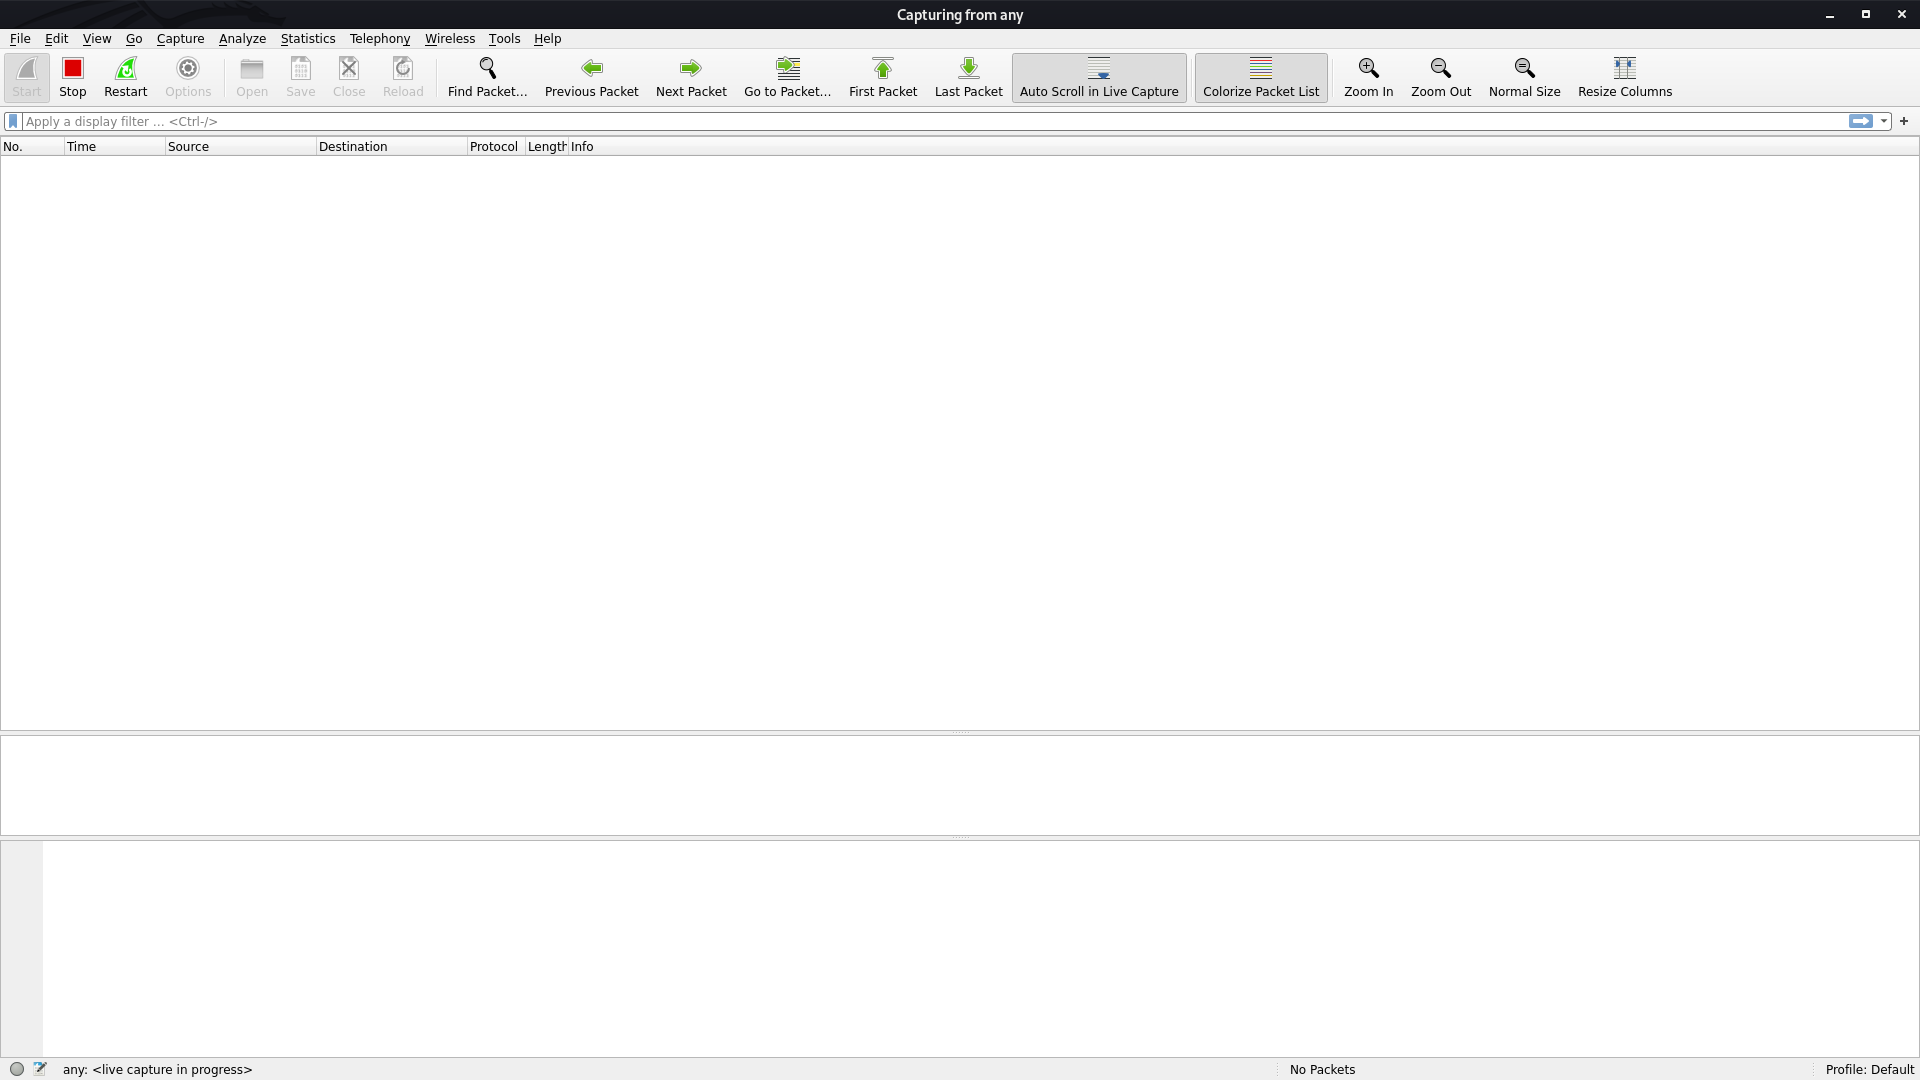 Capturing from any
File Edit View Go Capture Analyze Statistics Telephony Wireless Tools Help
Start Stop Restart Options Open Save Close Reload Find Packet... Previous Packet Next Packet Go to Packet... First Packet Last Packet Auto Scroll in Live Capture Colorize Packet List Zoom In Zoom Out Normal Size Resize Columns
Apply a display filter ... <Ctrl-/> +
No. Time Source Destination Protocol Length Info
any: <live capture in progress> No Packets Profile: Default